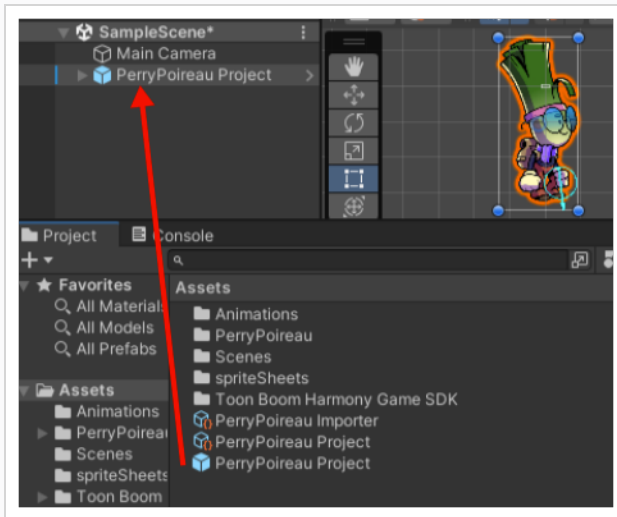 SampleScene*
Main Camera
PerryPoireau Project
Project
Console
Favorites
All Materials
All Models
All Prefabs
Assets
Animations
PerryPoireau
Scenes
spriteSheets
Toon Boom
Assets
Animations
PerryPoireau
Scenes
spriteSheets
Toon Boom Harmony Game SDK
PerryPoireau Importer
PerryPoireau Project
PerryPoireau Project